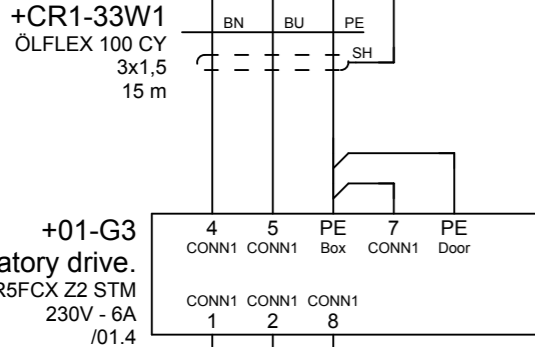 +CR1-33W1
ÖLFLEX 100 CY
3x1,5
15 m
BN BU PE
SH
+01-G3
atory drive.
R5FCX Z2 STM
230V - 6A
/01.4
4 5 PE 7 PE
CONN1 CONN1 Box CONN1 Door
CONN1 CONN1 CONN1
1 2 8